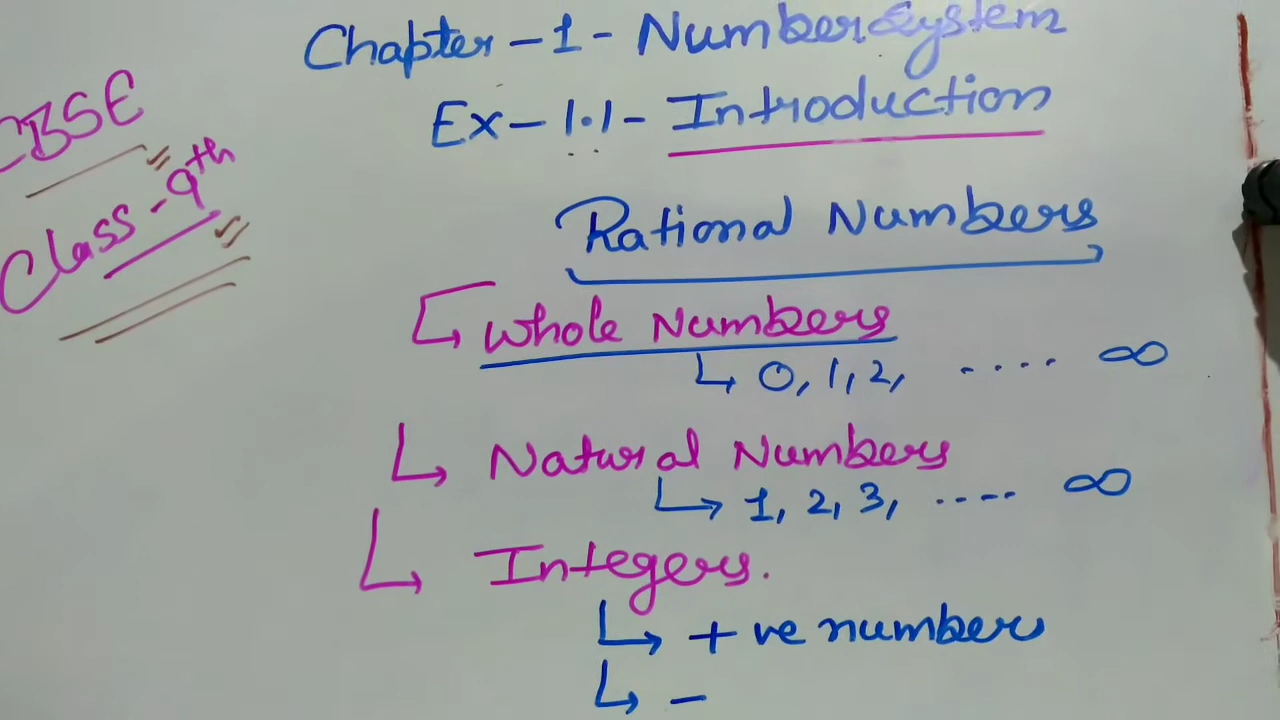 Chapter - 1 - Number System
Ex - 1.1 - Introduction
CBSE
Class - 9th
Rational Numbers
Whole Numbers
0, 1, 2, ..... ∞
Natural Numbers
1, 2, 3, ..... ∞
Integers.
+ ve numbers
-